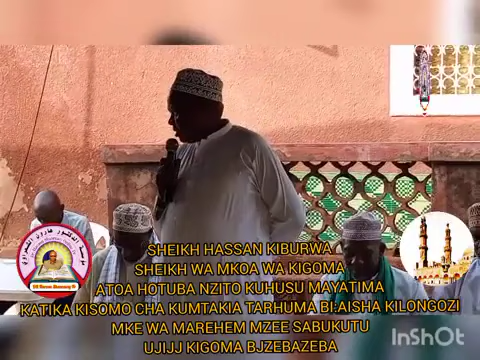 InShOt
SHEIKH HASSAN KIBURWA
SHEIKH WA MKOA WA KIGOMA
ATOA HOTUBA NZITO KUHUSU MAYATIMA
KATIKA KISOMO CHA KUMTAKIA TARHUMA BI:AISHA KILONGOZI
MKE WA MAREHEM MZEE SABUKUTU
UJIJJ KIGOMA BJZEBAZEBA